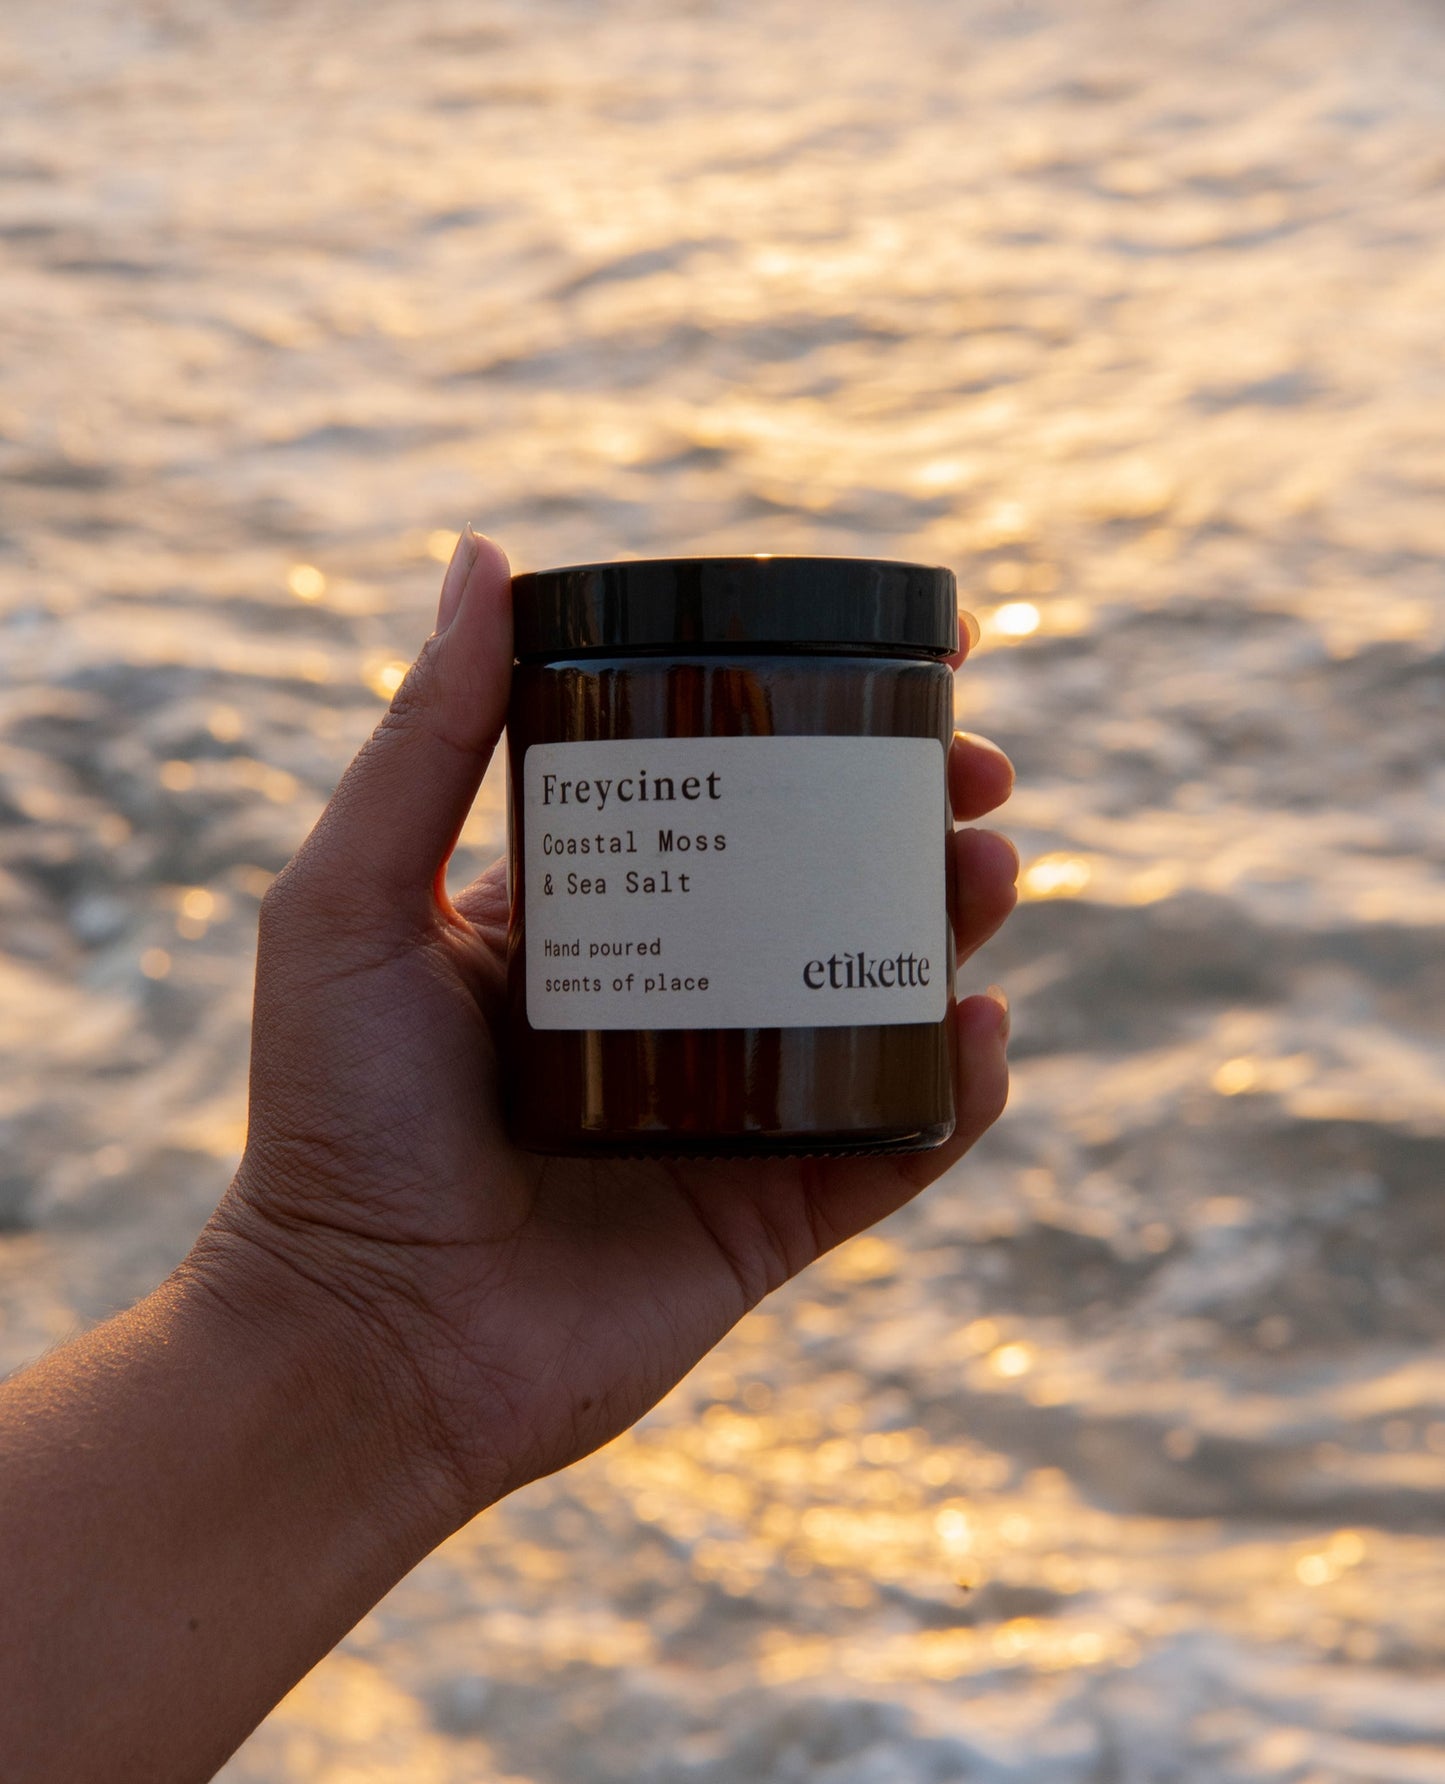 Freycinet
Coastal Moss
& Sea Salt
Hand poured
scents of place
etìkette